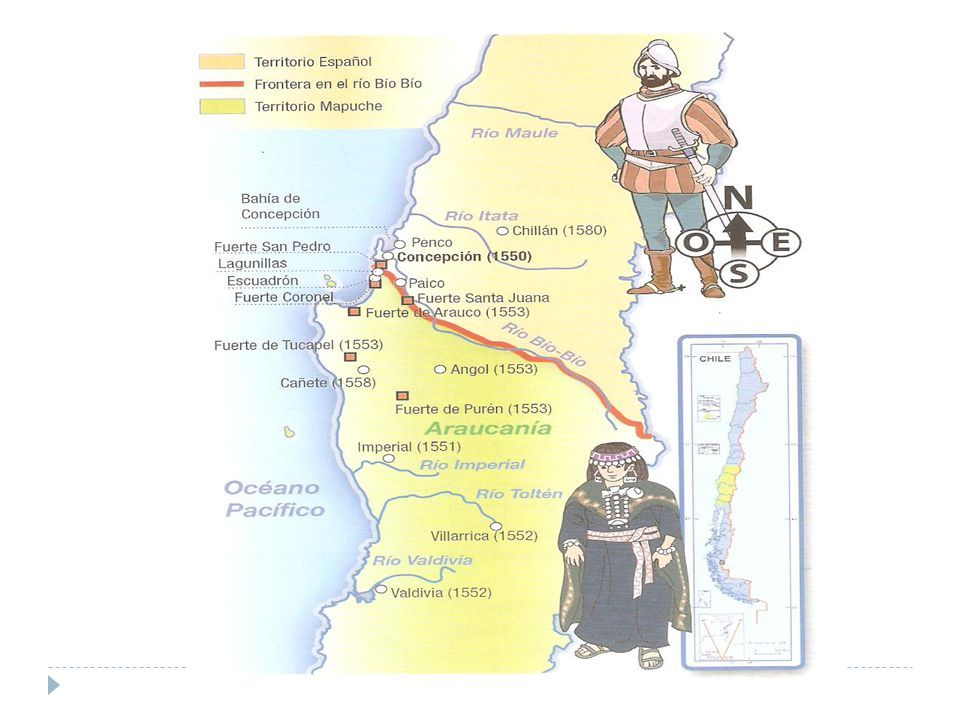 Territorio Español
Frontera en el río Bío Bío
Territorio Mapuche
Río Maule
Bahía de
Concepción
Río Itata
Chillán (1580)
N
O
E
S
Penco
Concepción (1550)
Fuerte San Pedro
Lagunillas
Escuadrón
Fuerte Coronel
Paico
Fuerte Santa Juana
Fuerte de Arauco (1553)
Río Bío-Bío
Fuerte de Tucapel (1553)
Cañete (1558)
Angol (1553)
Fuerte de Purén (1553)
Araucanía
Imperial (1551)
Río Imperial
Océano
Pacífico
Río Toltén
Villarrica (1552)
Río Valdivia
Valdivia (1552)
CHILE